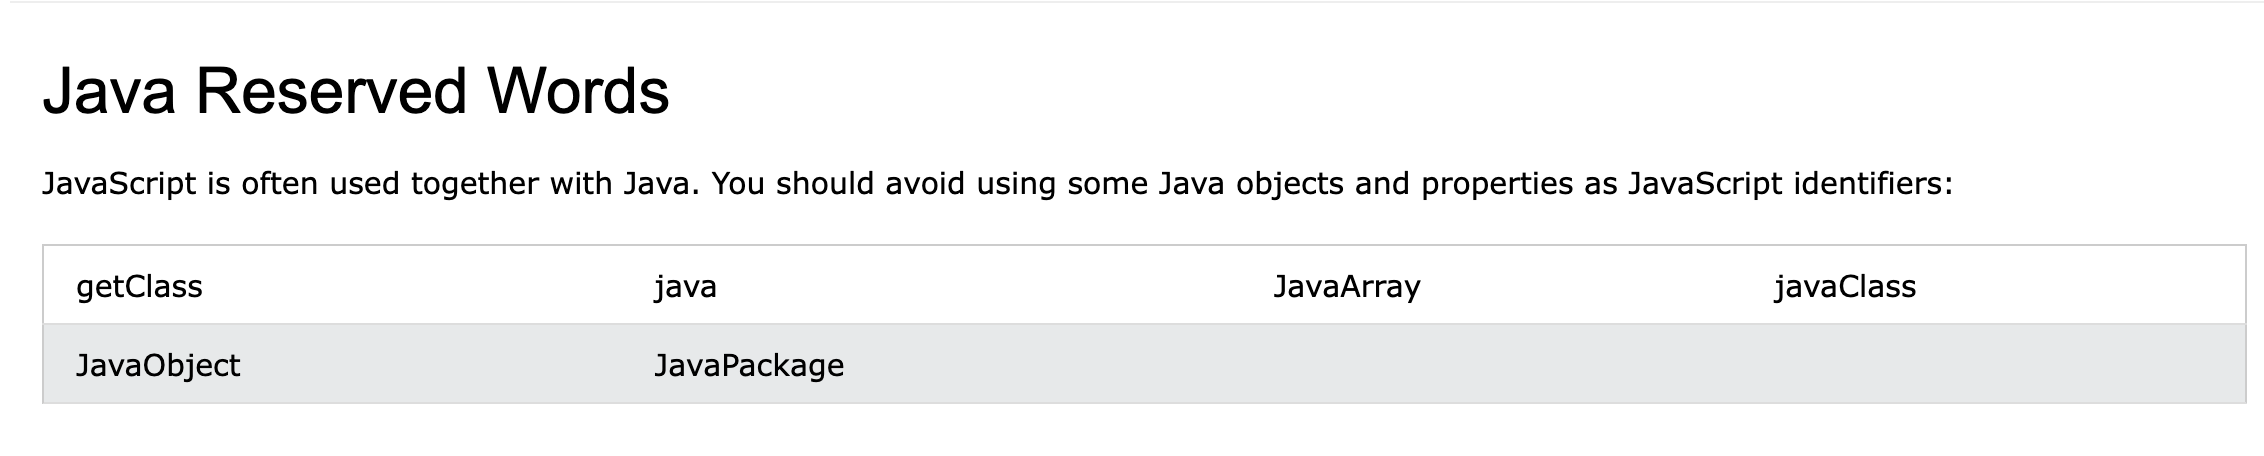 Java Reserved Words
JavaScript is often used together with Java. You should avoid using some Java objects and properties as JavaScript identifiers:
getClass java JavaArray javaClass
JavaObject JavaPackage